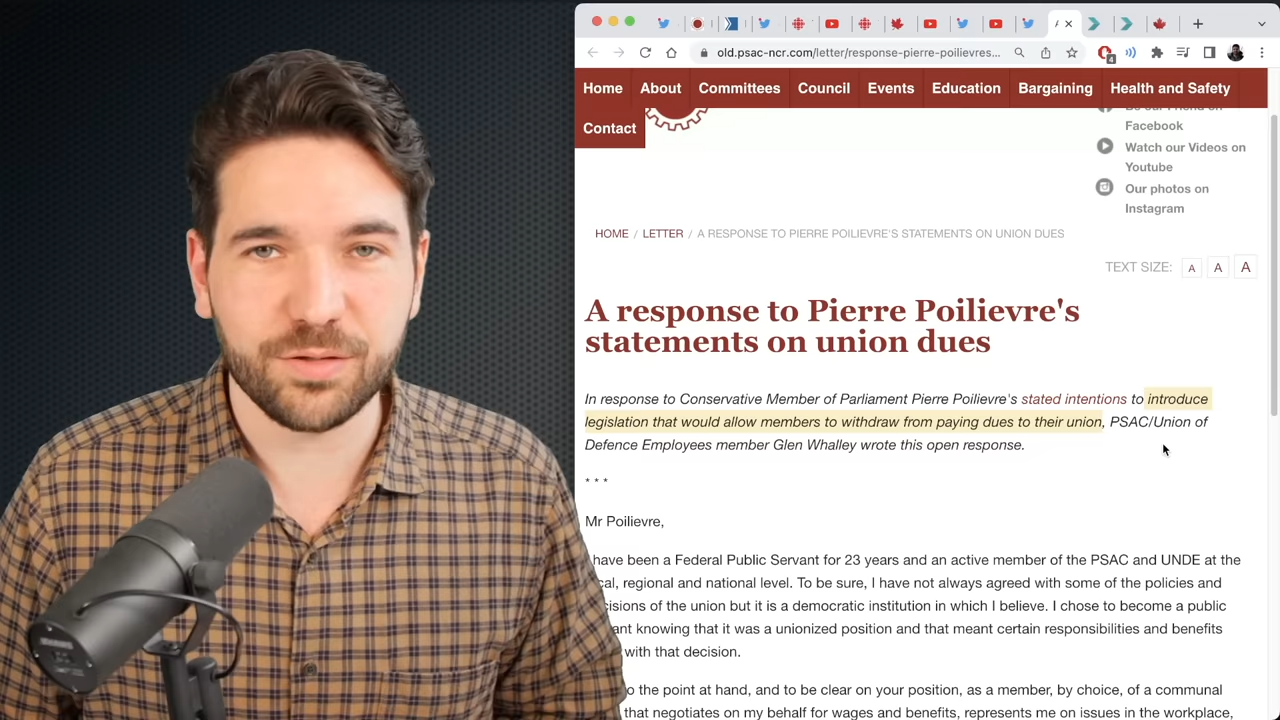 old.psac-ncr.com/letter/response-pierre-poilievres...
4
Home About Committees Council Events Education Bargaining Health and Safety
Contact
Be our Friend on
Facebook
Watch our Videos on
Youtube
Our photos on
Instagram
HOME / LETTER / A RESPONSE TO PIERRE POILIEVRE'S STATEMENTS ON UNION DUES
TEXT SIZE: A A A
A response to Pierre Poilievre's
statements on union dues
In response to Conservative Member of Parliament Pierre Poilievre's stated intentions to introduce
legislation that would allow members to withdraw from paying dues to their union, PSAC/Union of
Defence Employees member Glen Whalley wrote this open response.
* * *
Mr Poilievre,
have been a Federal Public Servant for 23 years and an active member of the PSAC and UNDE at the
cal, regional and national level. To be sure, I have not always agreed with some of the policies and
cisions of the union but it is a democratic institution in which I believe. I chose to become a public
ant knowing that it was a unionized position and that meant certain responsibilities and benefits
with that decision.
o the point at hand, and to be clear on your position, as a member, by choice, of a communal
that negotiates on my behalf for wages and benefits, represents me on issues in the workplace,